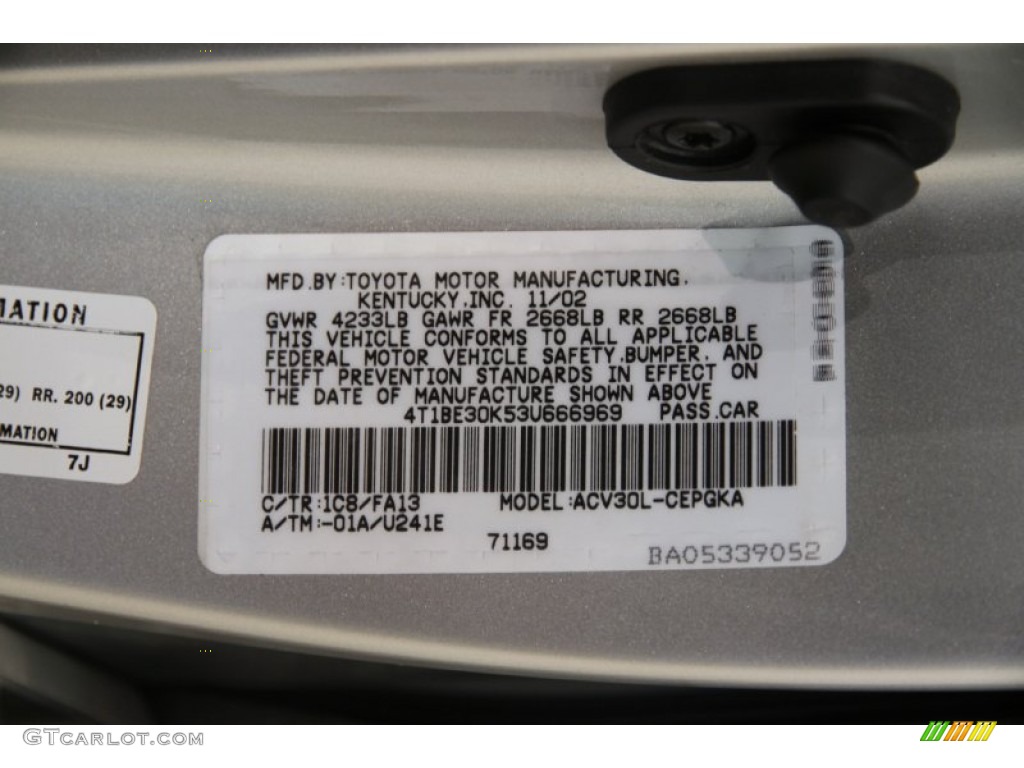 MFD.BY:TOYOTA MOTOR MANUFACTURING.
KENTUCKY.INC. 11/02
GVWR 4233LB GAWR FR 2668LB RR 2668LB
THIS VEHICLE CONFORMS TO ALL APPLICABLE
FEDERAL MOTOR VEHICLE SAFETY.BUMPER. AND
THEFT PREVENTION STANDARDS IN EFFECT ON
THE DATE OF MANUFACTURE SHOWN ABOVE
4T1BE30K53U666969 PASS.CAR
C/TR:1C8/FA13 MODEL:ACV30L-CEPGKA
A/TM:-01A/U241E
71169
BA05339052
MATION
29) RR. 200 (29)
MATION
7J
GTCARLOT.COM